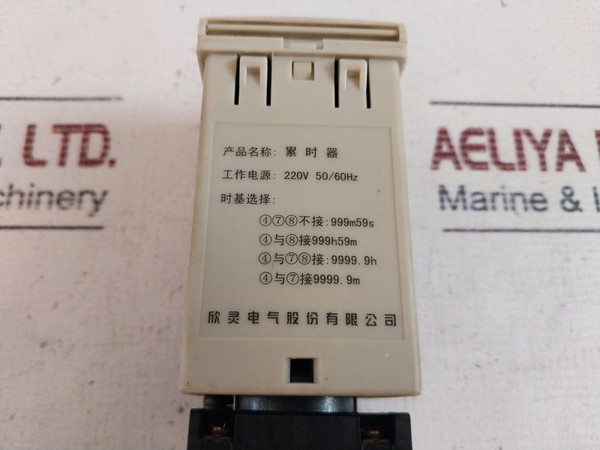 产品名称: 累时器
工作电源: 220V 50/60Hz
时基选择:
④⑦⑧不接:999m59s
④与⑧接999h59m
④与⑦⑧接:9999.9h
④与⑦接9999.9m
欣灵电气股份有限公司
LTD.
AELIYA
Marine &